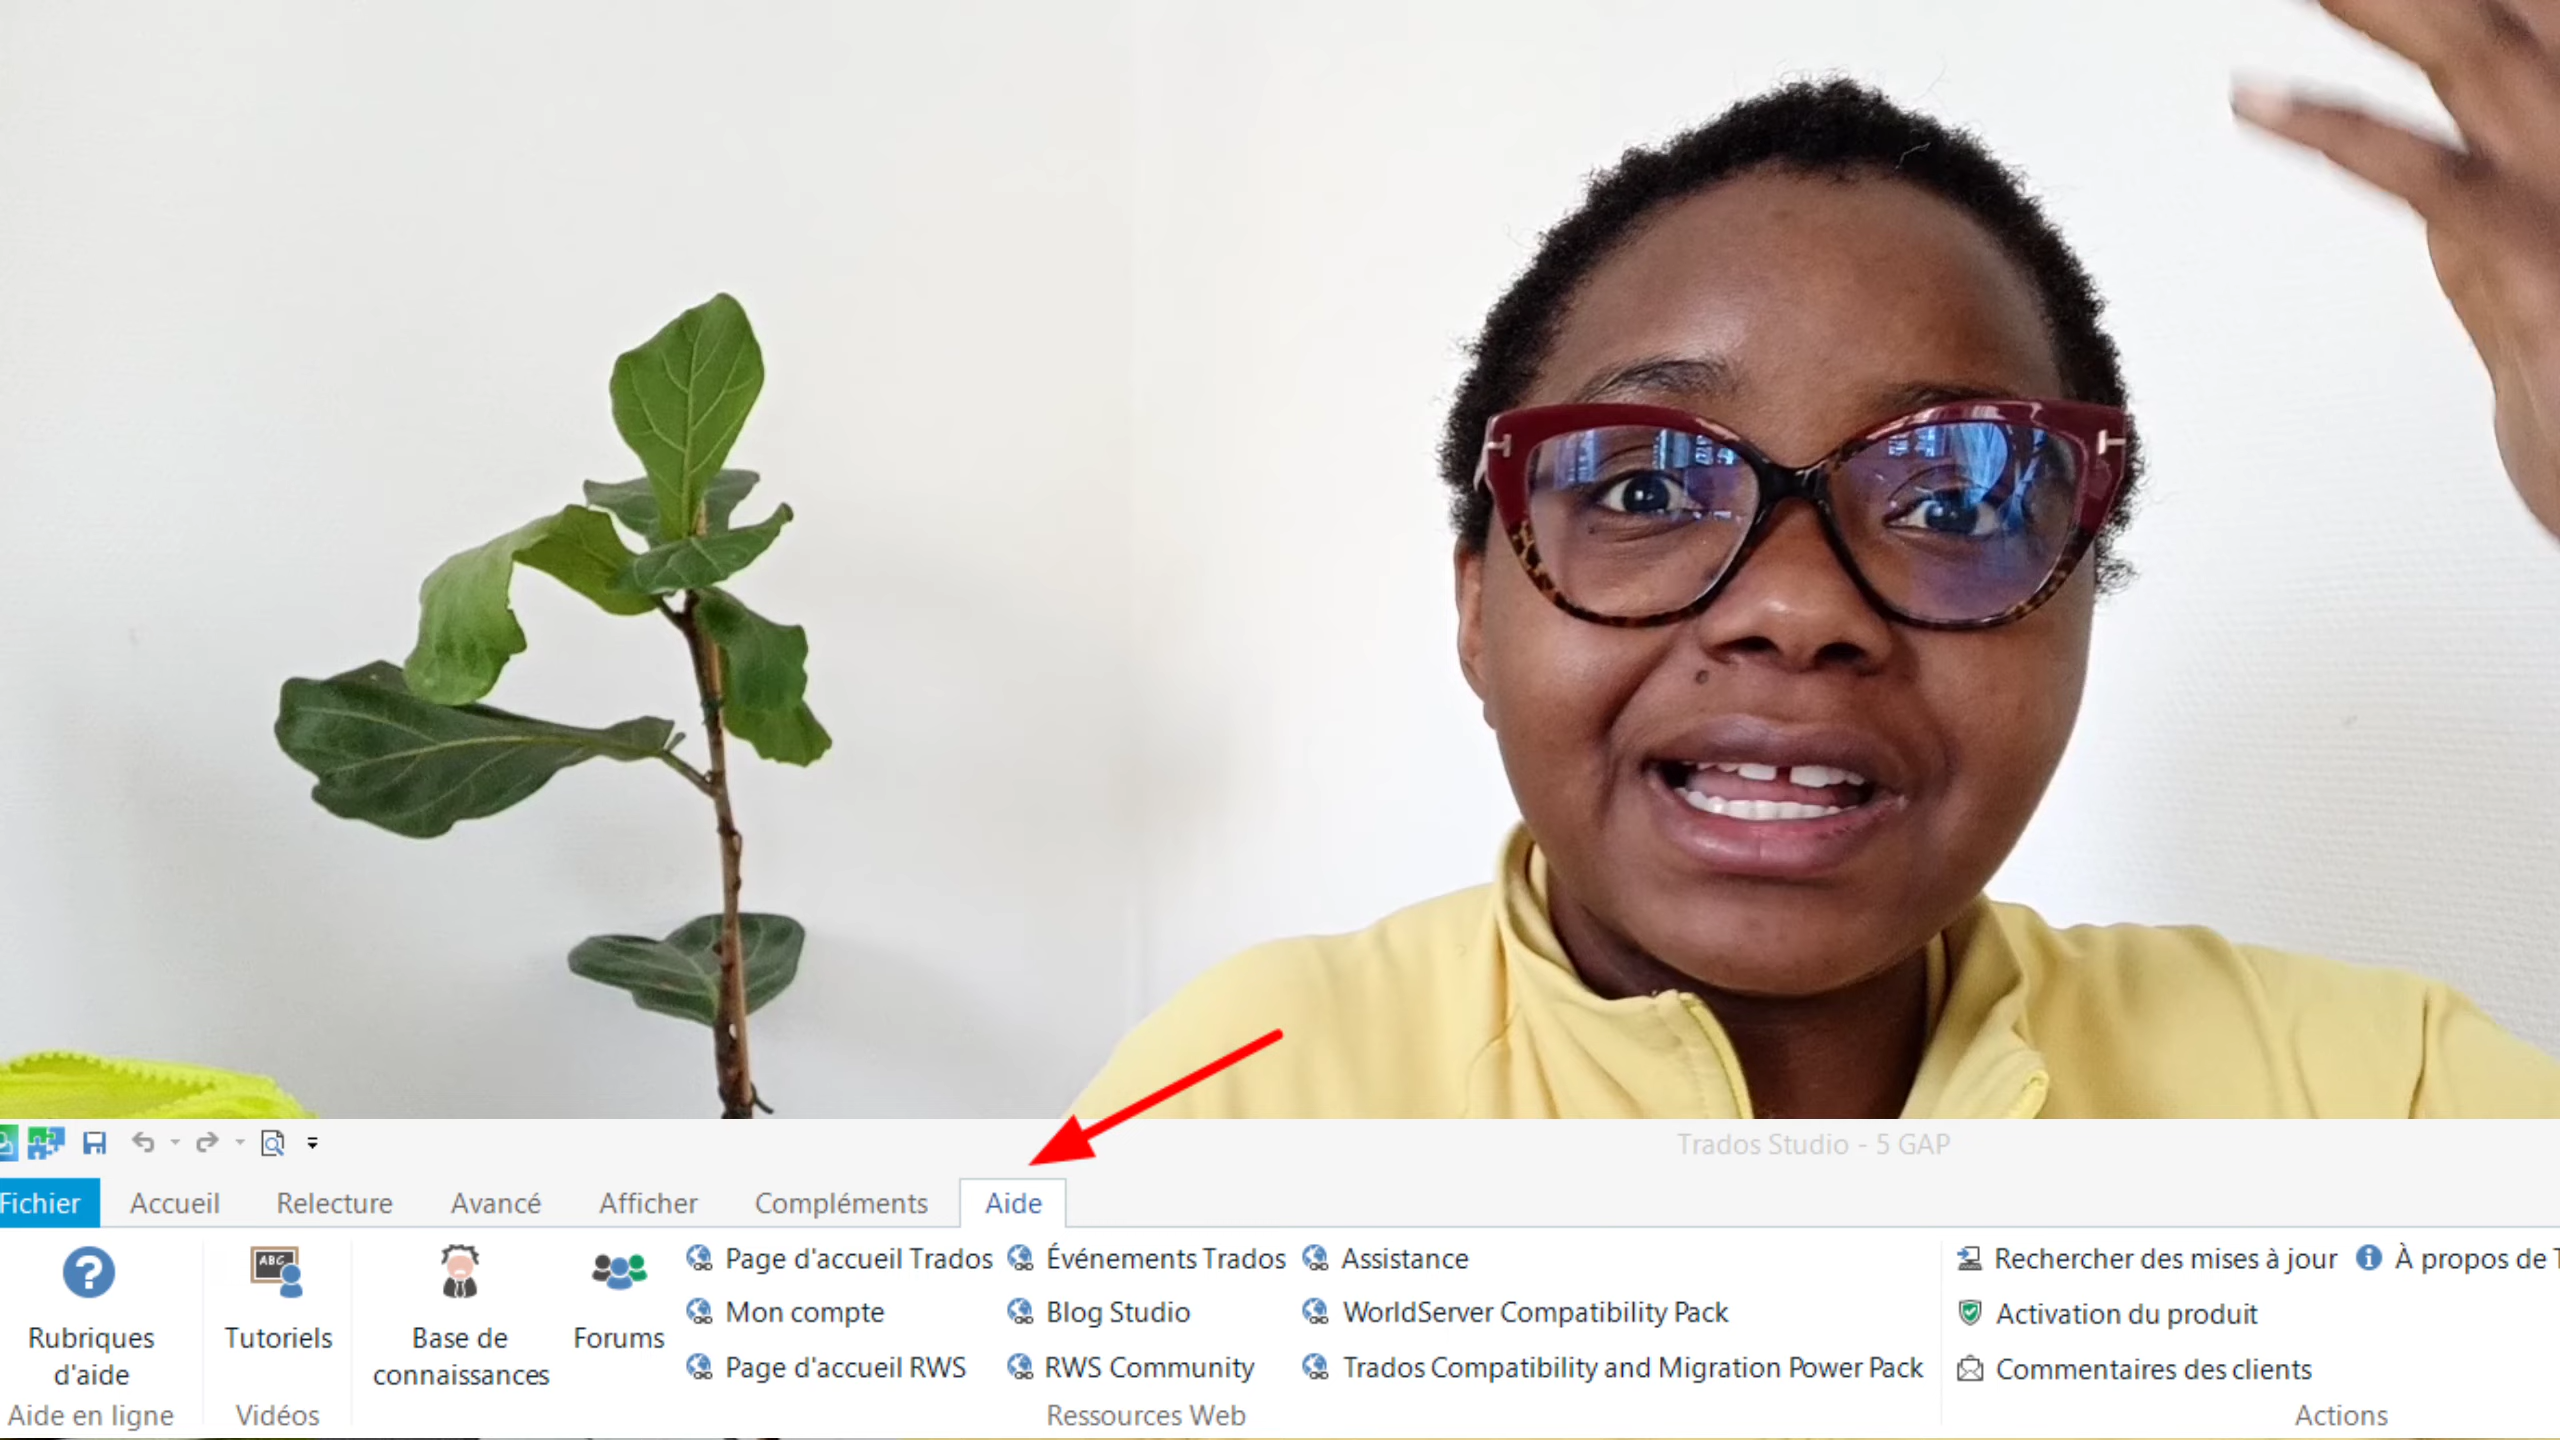 Trados Studio - 5 GAP
Fichier Accueil Relecture Avancé Afficher Compléments Aide
ABC
Page d'accueil Trados Événements Trados Assistance Rechercher des mises à jour À propos de
Mon compte Blog Studio WorldServer Compatibility Pack Activation du produit
Rubriques d'aide Tutoriels Base de connaissances Forums
Page d'accueil RWS RWS Community Trados Compatibility and Migration Power Pack Commentaires des clients
Aide en ligne Vidéos Ressources Web Actions